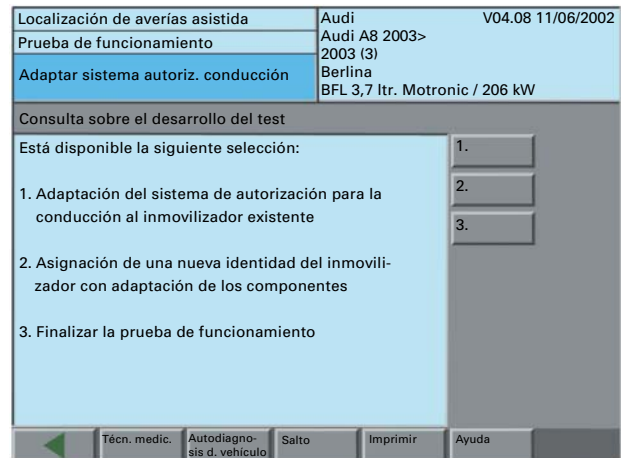 Localización de averías asistida
Prueba de funcionamiento
Adaptar sistema autoriz. conducción
Audi V04.08 11/06/2002
Audi A8 2003>
2003 (3)
Berlina
BFL 3,7 ltr. Motronic / 206 kW
Consulta sobre el desarrollo del test
Está disponible la siguiente selección:
1. Adaptación del sistema de autorización para la
conducción al inmovilizador existente
2. Asignación de una nueva identidad del inmovili-
zador con adaptación de los componentes
3. Finalizar la prueba de funcionamiento
1.
2.
3.
Técn. medic.
Autodiagno-
sis d. vehículo
Salto
Imprimir
Ayuda